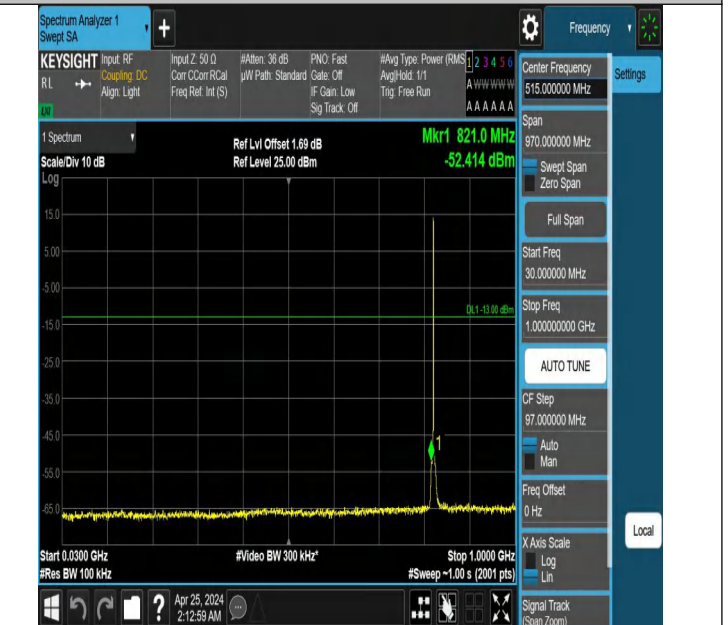 Spectrum Analyzer 1
Swept SA
+
Frequency
KEYSIGHT
RL
Input: RF
Coupling: DC
Align: Light
Input Z: 50 Ω
Corr CCorr RCal
Freq Ref: Int (S)
#Atten: 36 dB
µW Path: Standard
PNO: Fast
Gate: Off
IF Gain: Low
Sig Track: Off
#Avg Type: Power (RMS
Avg|Hold: 1/1
Trig: Free Run
1 2 3 4 5 6
A W W W W W
A A A A A A
1 Spectrum
Scale/Div 10 dB
Log
Ref Lvl Offset 1.69 dB
Ref Level 25.00 dBm
Mkr1 821.0 MHz
-52.414 dBm
15.0
5.00
-5.00
-15.0
-25.0
-35.0
-45.0
-55.0
-65.0
DL1 -13.00 dBm
1
Start 0.0300 GHz
#Res BW 100 kHz
#Video BW 300 kHz*
Stop 1.0000 GHz
#Sweep ~1.00 s (2001 pts)
Center Frequency
515.000000 MHz
Settings
Span
970.000000 MHz
Swept Span
Zero Span
Full Span
Start Freq
30.000000 MHz
Stop Freq
1.000000000 GHz
AUTO TUNE
CF Step
97.000000 MHz
Auto
Man
Freq Offset
0 Hz
X Axis Scale
Log
Lin
Local
Signal Track
(Span Zoom)
?
Apr 25, 2024
2:12:59 AM